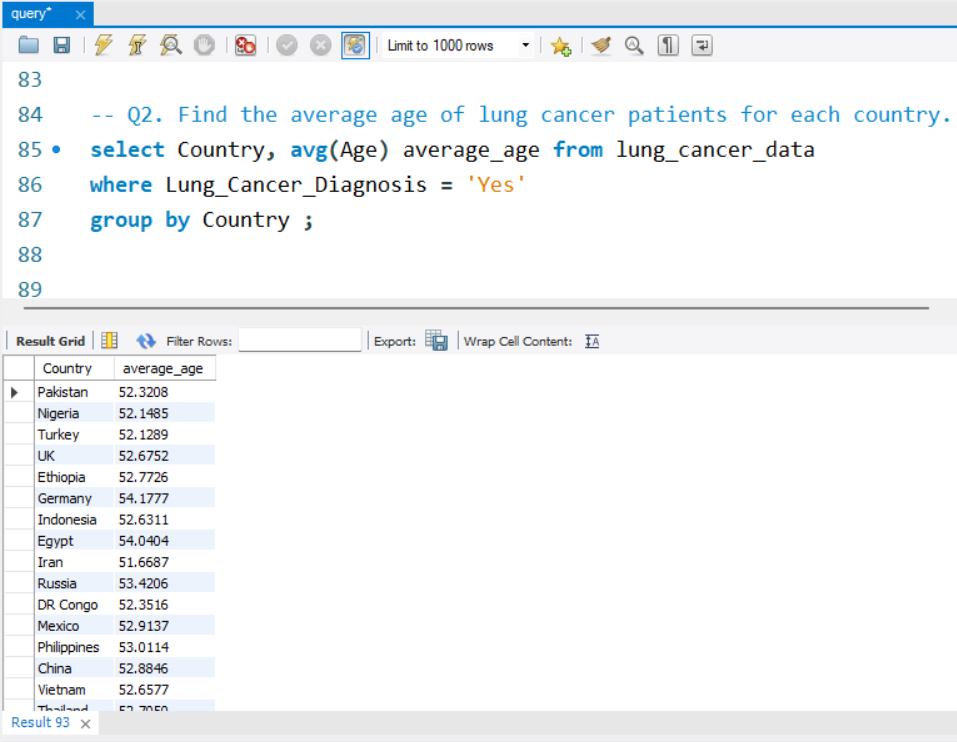 query*
Limit to 1000 rows
83
84 -- Q2. Find the average age of lung cancer patients for each country.
85 select Country, avg(Age) average_age from lung_cancer_data
86 where Lung_Cancer_Diagnosis = 'Yes'
87 group by Country ;
88
89
Result Grid Filter Rows: Export: Wrap Cell Content:
Country average_age
Pakistan 52.3208
Nigeria 52.1485
Turkey 52.1289
UK 52.6752
Ethiopia 52.7726
Germany 54.1777
Indonesia 52.6311
Egypt 54.0404
Iran 51.6687
Russia 53.4206
DR Congo 52.3516
Mexico 52.9137
Philippines 53.0114
China 52.8846
Vietnam 52.6577
Thailand
Result 93